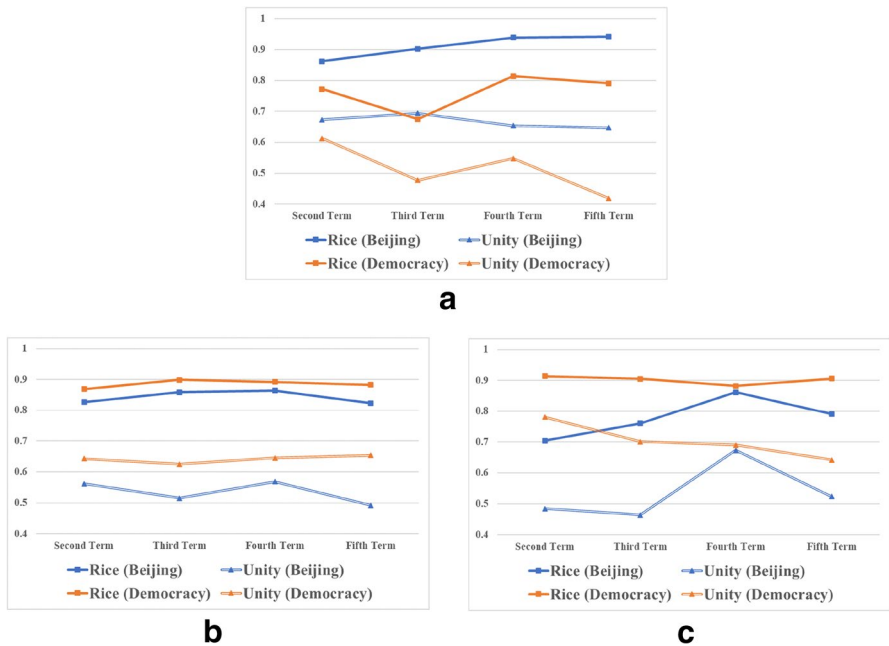 1
0.9
0.8
0.7
0.6
0.5
0.4
Second Term Third Term Fourth Term Fifth Term
Rice (Beijing) Unity (Beijing)
Rice (Democracy) Unity (Democracy)
a
1
0.9
0.8
0.7
0.6
0.5
0.4
Second Term Third Term Fourth Term Fifth Term
Rice (Beijing) Unity (Beijing)
Rice (Democracy) Unity (Democracy)
b
1
0.9
0.8
0.7
0.6
0.5
0.4
Second Term Third Term Fourth Term Fifth Term
Rice (Beijing) Unity (Beijing)
Rice (Democracy) Unity (Democracy)
c